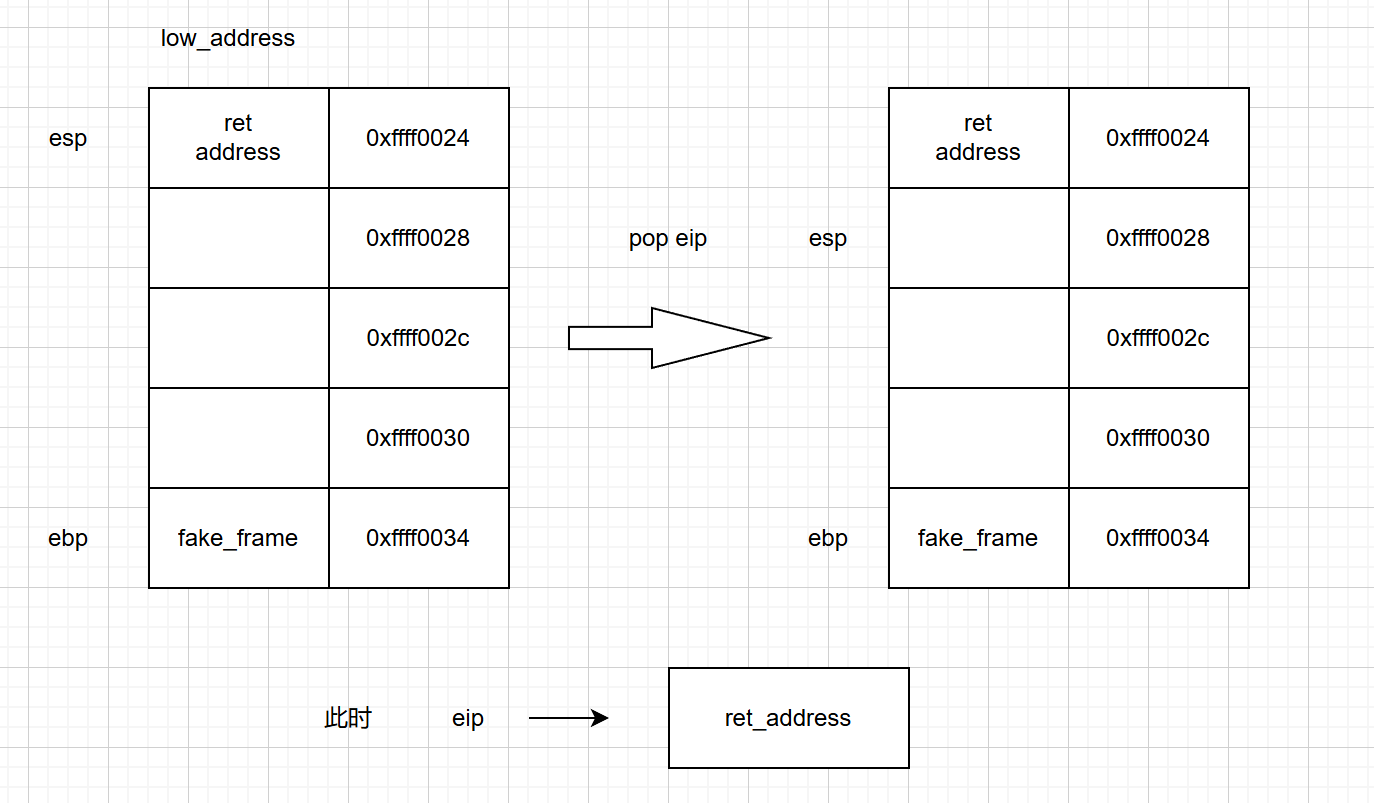 low_address
esp
ret
address
0xffff0024
ret
address
0xffff0024
0xffff0028
pop eip
esp
0xffff0028
0xffff002c
0xffff002c
0xffff0030
0xffff0030
ebp
fake_frame
0xffff0034
ebp
fake_frame
0xffff0034
此时
eip
ret_address